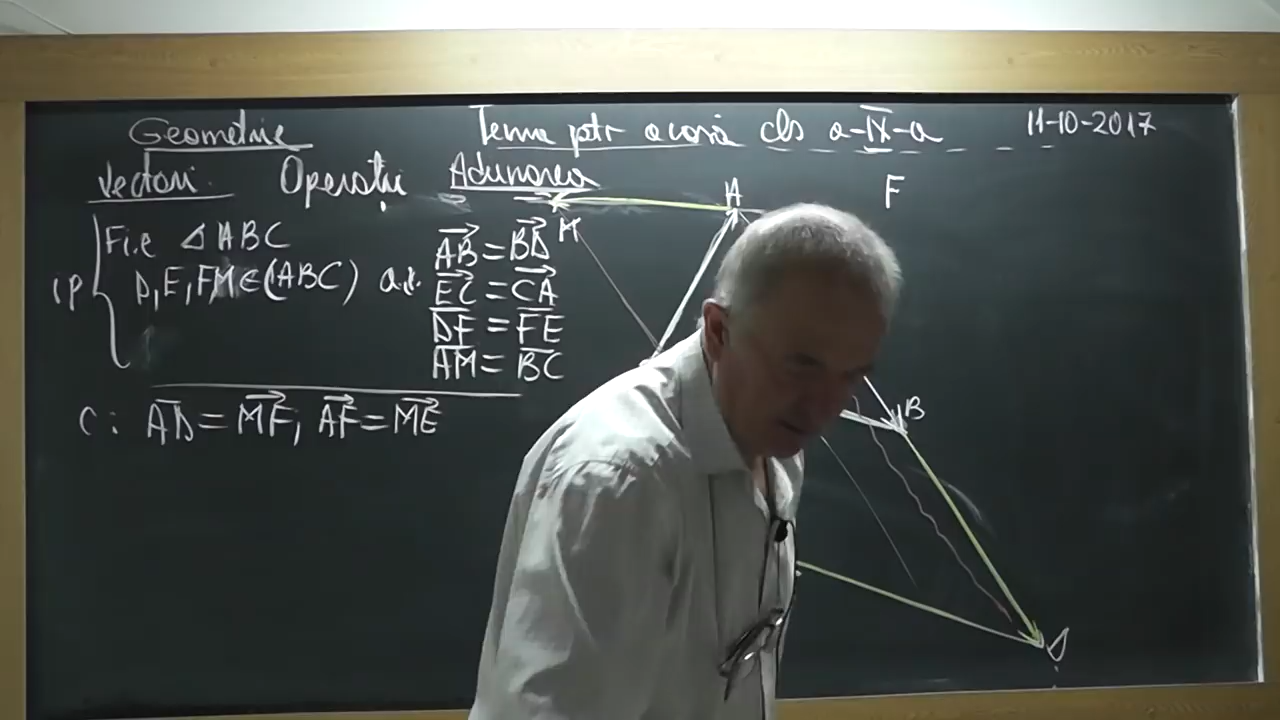 Geometrie Tema ptr acasă cls a-IX-a 11-10-2017
Vectori. Operații Adunarea
ip Fie △ABC
D, E, F, M ∈ (ABC) a.î.
AB = BD
EC = CA
DF = FE
AM = BC
C: AD = MF; AF = ME
A
F
M
B
D